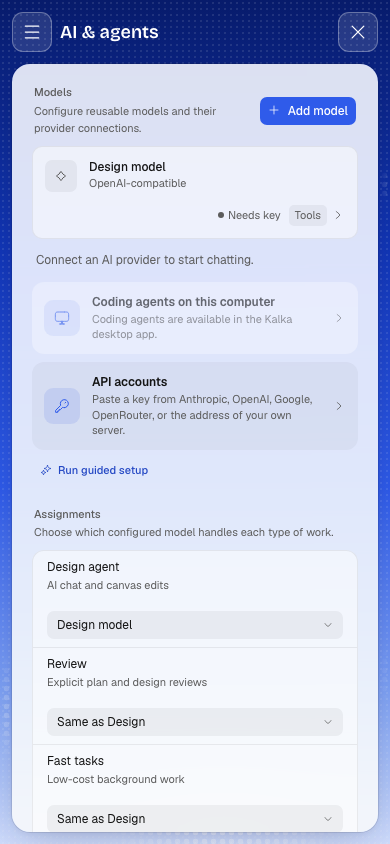 AI & agents
Models
Configure reusable models and their
provider connections.
Add model
Design model
OpenAI-compatible
Needs key
Tools
Connect an AI provider to start chatting.
Coding agents on this computer
Coding agents are available in the Kalka
desktop app.
API accounts
Paste a key from Anthropic, OpenAI, Google,
OpenRouter, or the address of your own
server.
Run guided setup
Assignments
Choose which configured model handles each type of work.
Design agent
AI chat and canvas edits
Design model
Review
Explicit plan and design reviews
Same as Design
Fast tasks
Low-cost background work
Same as Design